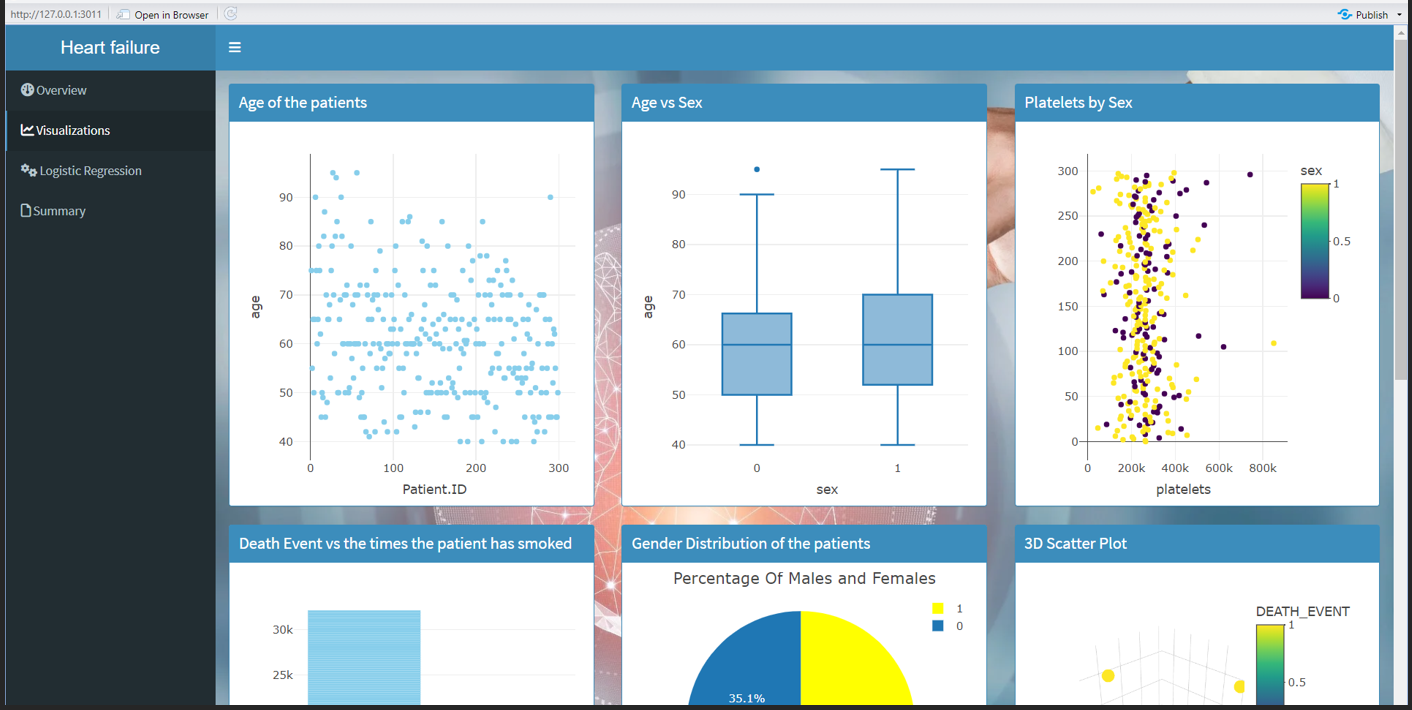 http://127.0.0.1:3011 Open in Browser Publish
Heart failure
Overview
Visualizations
Logistic Regression
Summary
Age of the patients
90
80
70
60
50
40
age
0 100 200 300
Patient.ID
Age vs Sex
90
80
70
60
50
40
age
0 1
sex
Platelets by Sex
300
250
200
150
100
50
0
0 200k 400k 600k 800k
platelets
sex
1
0.5
0
Death Event vs the times the patient has smoked
30k
25k
Gender Distribution of the patients
Percentage Of Males and Females
1
0
35.1%
3D Scatter Plot
DEATH_EVENT
1
0.5